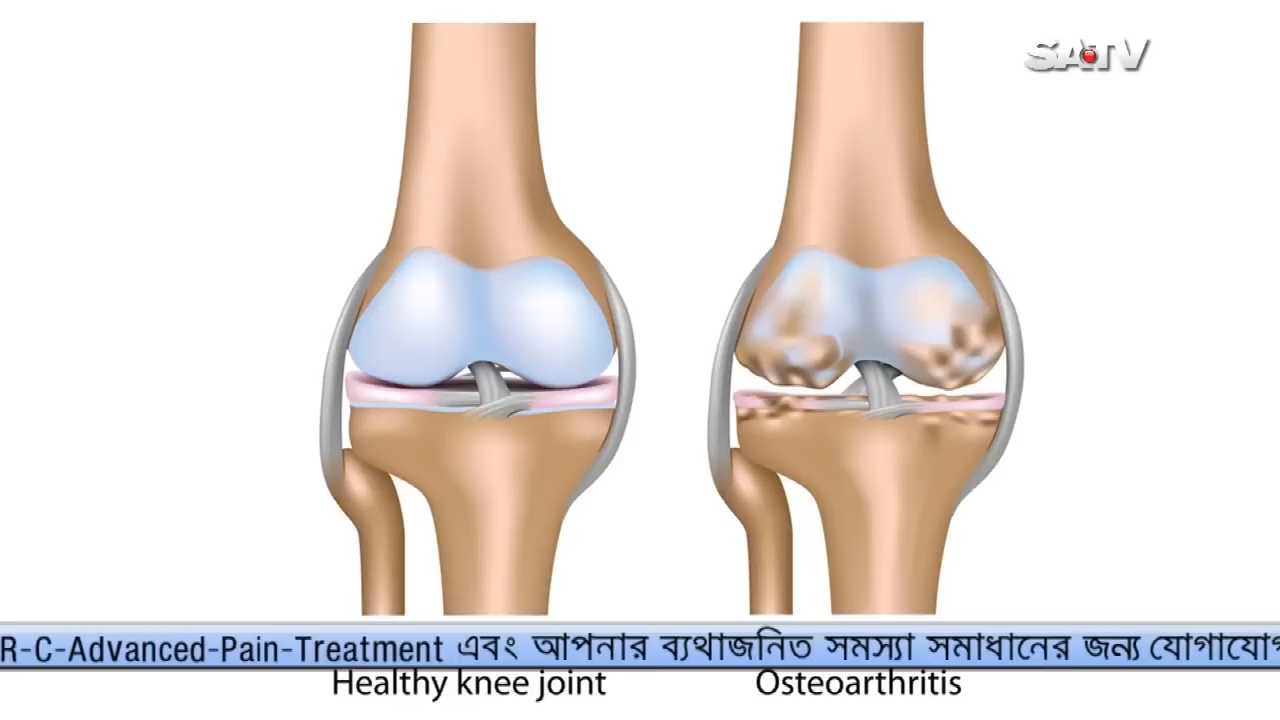 SATV
R-C-Advanced-Pain-Treatment এবং আপনার ব্যথাজনিত সমস্যা সমাধানের জন্য যোগাযোগ
Healthy knee joint Osteoarthritis